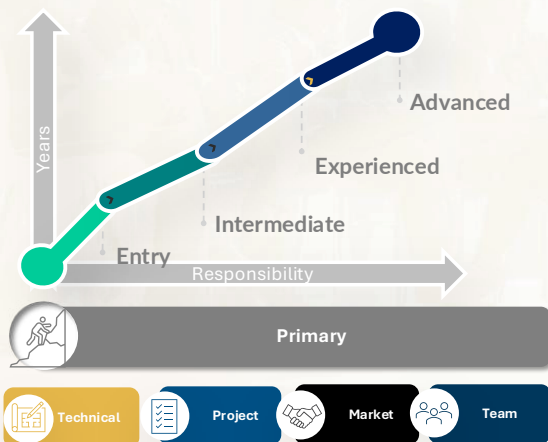 Advanced
Years
Experienced
Intermediate
Entry
Responsibility
Primary
Technical
Project
Market
Team